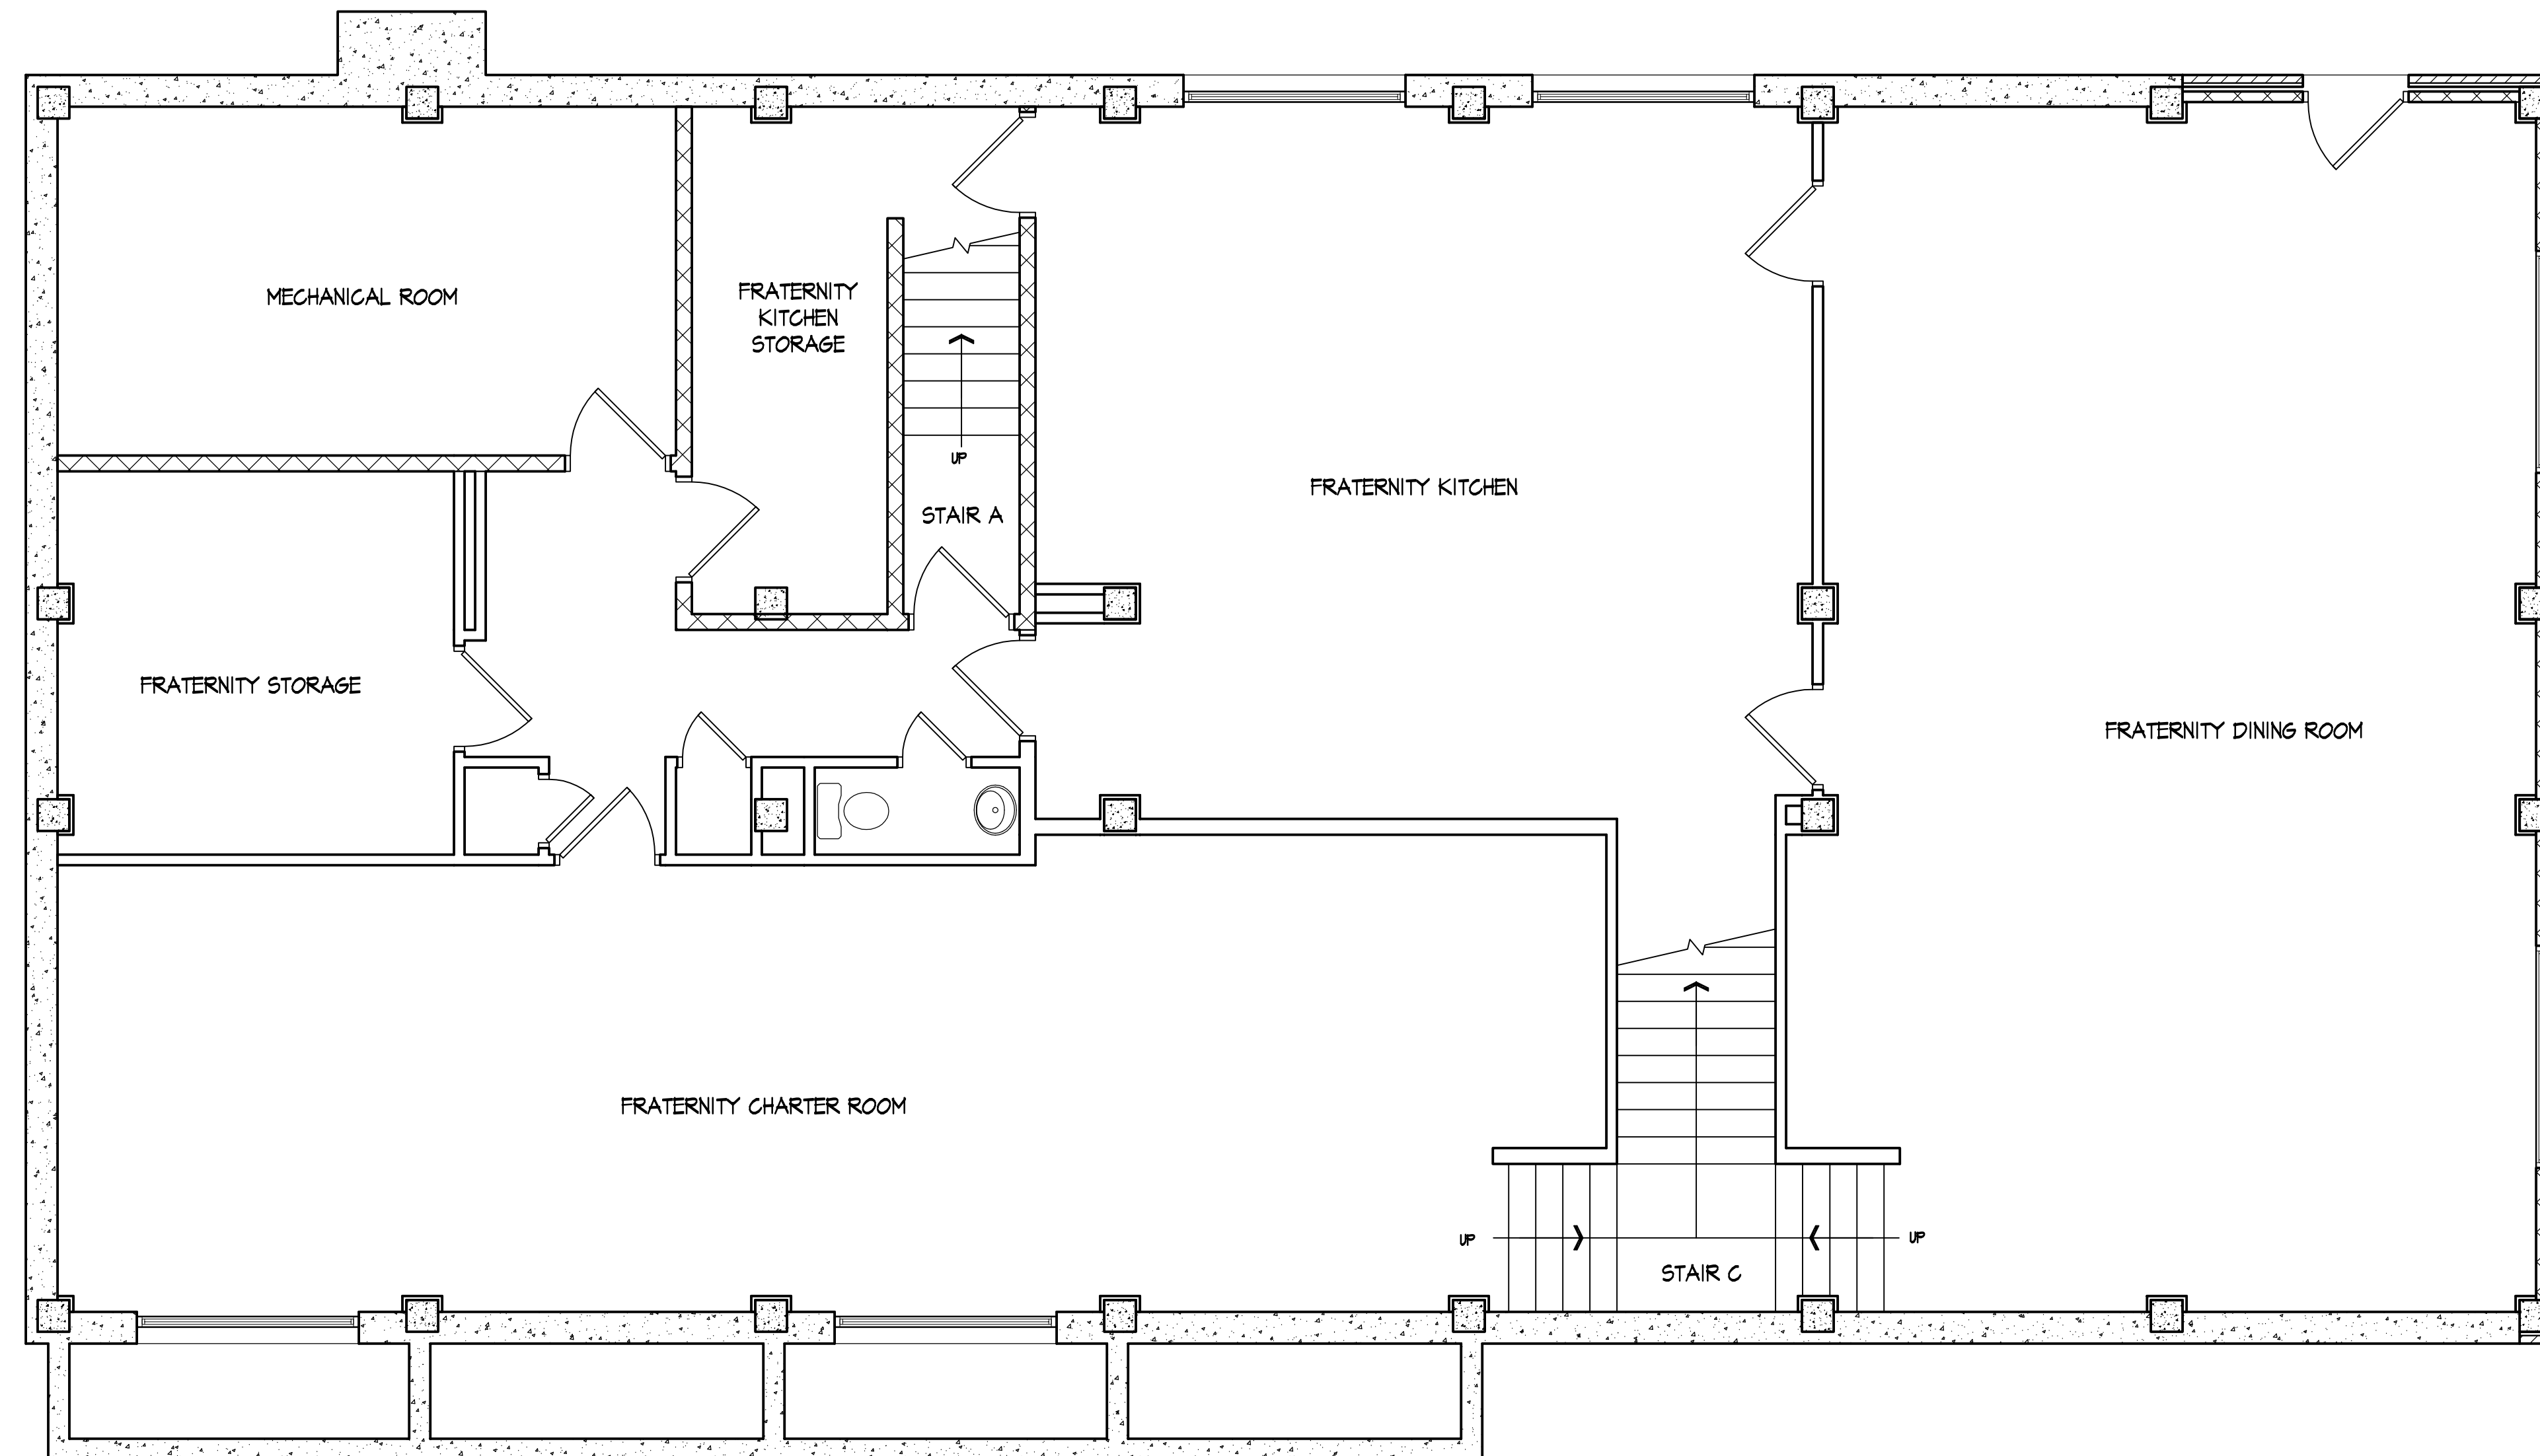 MECHANICAL ROOM
FRATERNITY
KITCHEN
STORAGE
UP
STAIR A
FRATERNITY KITCHEN
FRATERNITY STORAGE
FRATERNITY DINING ROOM
FRATERNITY CHARTER ROOM
UP
UP
STAIR C